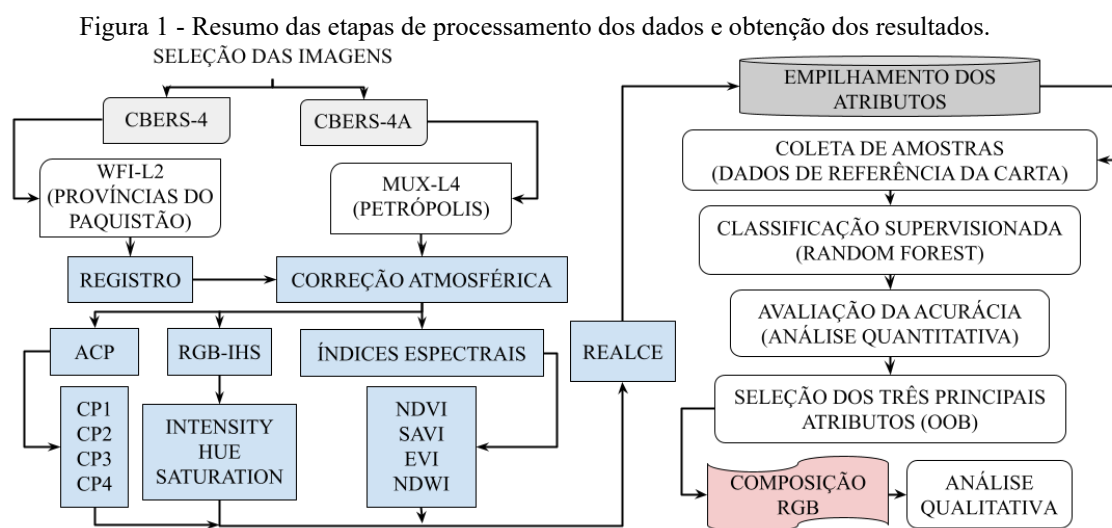 Figura 1 - Resumo das etapas de processamento dos dados e obtenção dos resultados.
SELEÇÃO DAS IMAGENS
CBERS-4
CBERS-4A
WFI-L2
(PROVÍNCIAS DO
PAQUISTÃO)
MUX-L4
(PETRÓPOLIS)
REGISTRO
CORREÇÃO ATMOSFÉRICA
ACP
RGB-IHS
ÍNDICES ESPECTRAIS
CP1
CP2
CP3
CP4
INTENSITY
HUE
SATURATION
NDVI
SAVI
EVI
NDWI
REALCE
EMPILHAMENTO DOS
ATRIBUTOS
COLETA DE AMOSTRAS
(DADOS DE REFERÊNCIA DA CARTA)
CLASSIFICAÇÃO SUPERVISIONADA
(RANDOM FOREST)
AVALIAÇÃO DA ACURÁCIA
(ANÁLISE QUANTITATIVA)
SELEÇÃO DOS TRÊS PRINCIPAIS
ATRIBUTOS (OOB)
COMPOSIÇÃO
RGB
ANÁLISE
QUALITATIVA